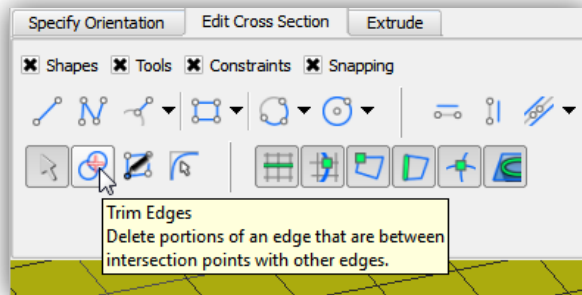 Specify Orientation Edit Cross Section Extrude
Shapes Tools Constraints Snapping
Trim Edges
Delete portions of an edge that are between
intersection points with other edges.